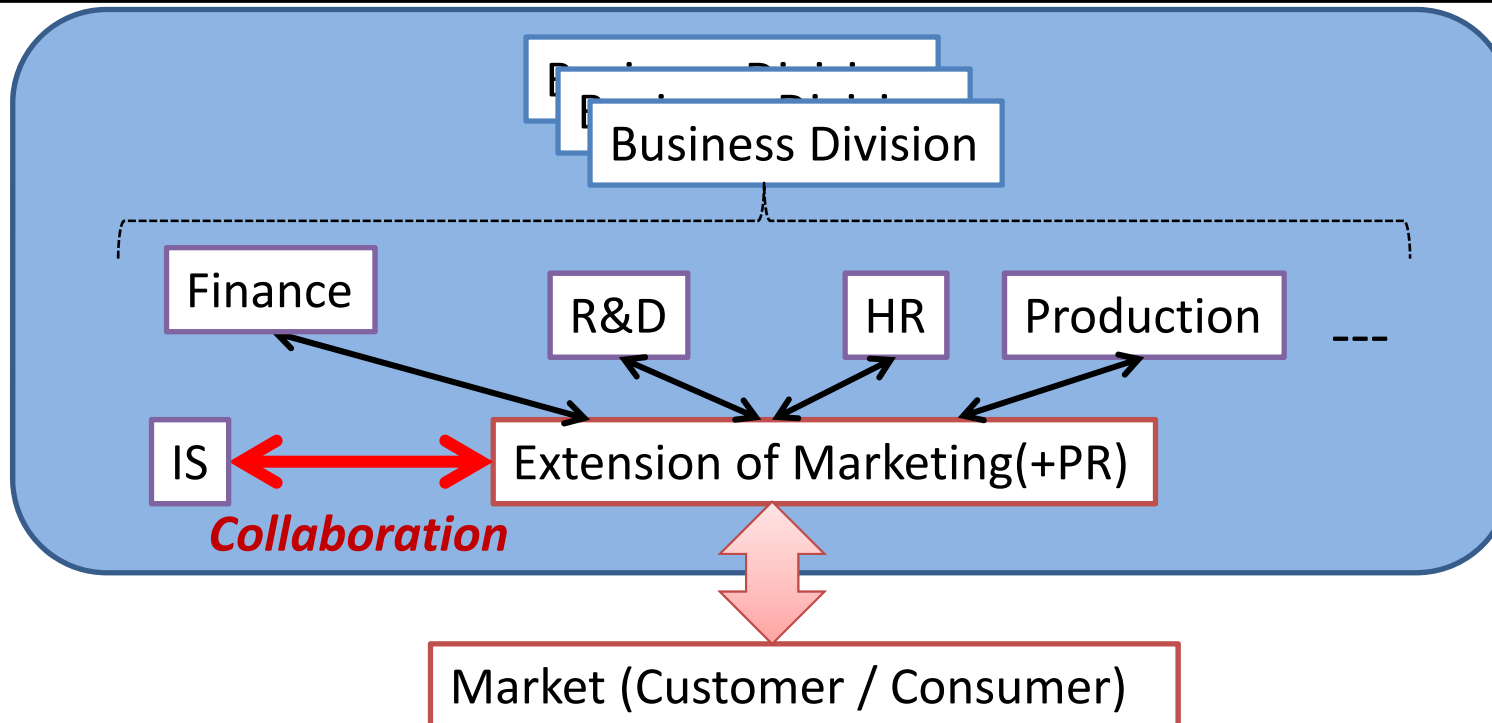 Business Division
Finance
R&D
HR
Production
---
IS
Extension of Marketing(+PR)
Collaboration
Market (Customer / Consumer)